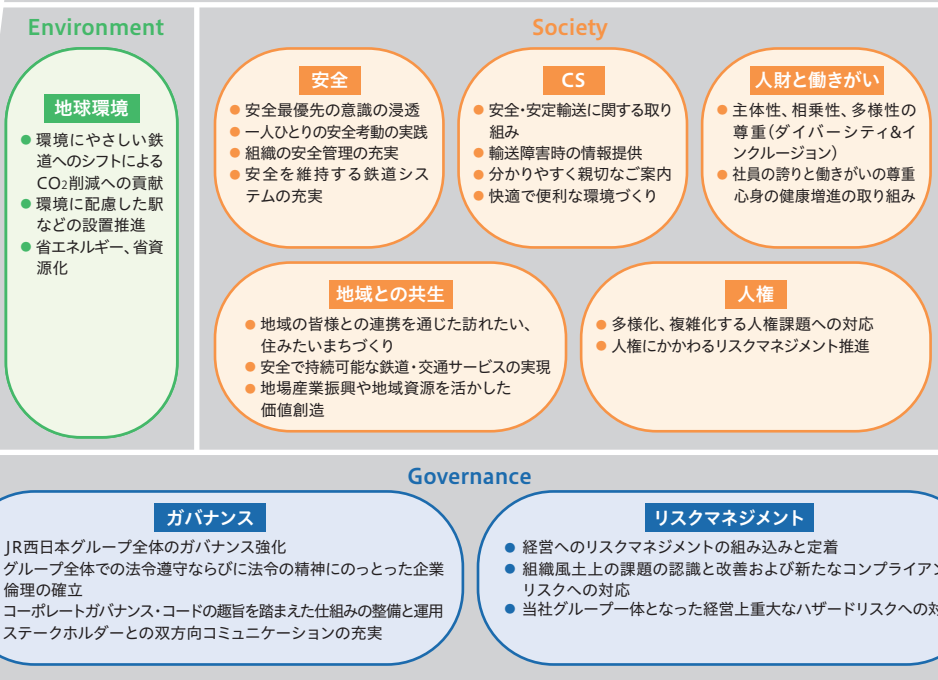 Environment
地球環境
● 環境にやさしい鉄
道へのシフトによる
CO₂削減への貢献
● 環境に配慮した駅
などの設置推進
● 省エネルギー、省資
源化
Society
安全
● 安全最優先の意識の浸透
● 一人ひとりの安全考動の実践
● 組織の安全管理の充実
● 安全を維持する鉄道シス
テムの充実
CS
● 安全・安定輸送に関する取り
組み
● 輸送障害時の情報提供
● 分かりやすく親切なご案内
● 快適で便利な環境づくり
人財と働きがい
● 主体性、相乗性、多様性の
尊重(ダイバーシティ&イ
ンクルージョン)
● 社員の誇りと働きがいの尊重
心身の健康増進の取り組み
地域との共生
● 地域の皆様との連携を通じた訪れたい、
住みたいまちづくり
● 安全で持続可能な鉄道・交通サービスの実現
● 地場産業振興や地域資源を活かした
価値創造
人権
● 多様化、複雑化する人権課題への対応
● 人権にかかわるリスクマネジメント推進
Governance
ガバナンス
JR西日本グループ全体のガバナンス強化
グループ全体での法令遵守ならびに法令の精神にのっとった企業
倫理の確立
コーポレートガバナンス・コードの趣旨を踏まえた仕組みの整備と運用
ステークホルダーとの双方向コミュニケーションの充実
リスクマネジメント
● 経営へのリスクマネジメントの組み込みと定着
● 組織風土上の課題の認識と改善および新たなコンプライアン
リスクへの対応
● 当社グループ一体となった経営上重大なハザードリスクへの対